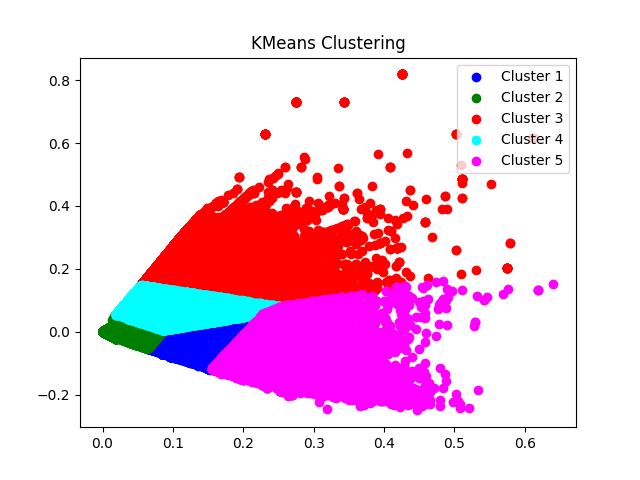 KMeans Clustering
Cluster 1
Cluster 2
Cluster 3
Cluster 4
Cluster 5
0.8
0.6
0.4
0.2
0.0
−0.2
0.0 0.1 0.2 0.3 0.4 0.5 0.6